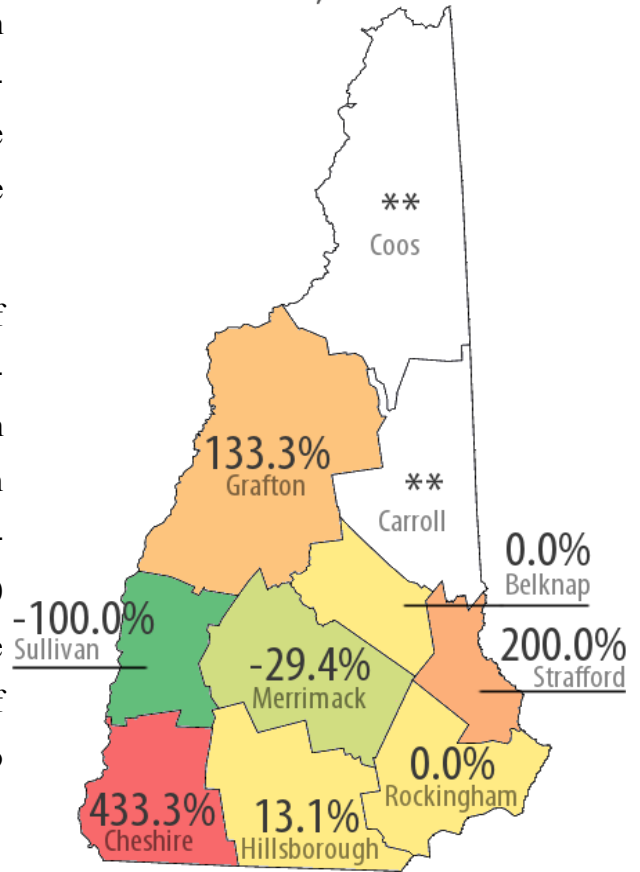 **
Coos
133.3%
Grafton
**
Carroll
0.0%
Belknap
-100.0%
Sullivan
200.0%
Strafford
-29.4%
Merrimack
0.0%
Rockingham
433.3%
Cheshire
13.1%
Hillsborough